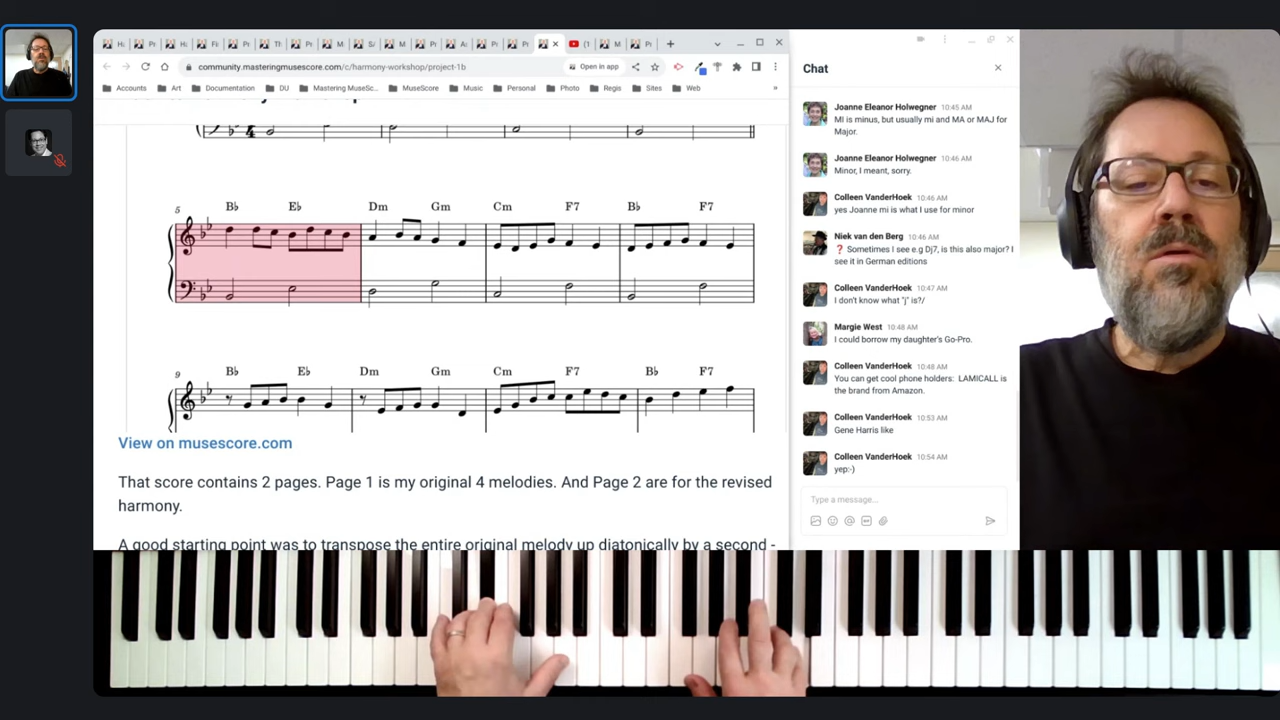 community.masteringmusescore.com/c/harmony-workshop/project-1b
Open in app
Accounts
Art
Documentation
DU
Mastering MuseSc...
MuseScore
Music
Personal
Photo
Regis
Sites
Web
»
4
5
B♭ E♭ Dm Gm Cm F7 B♭ F7
9
B♭ E♭ Dm Gm Cm F7 B♭ F7
View on musescore.com
That score contains 2 pages. Page 1 is my original 4 melodies. And Page 2 are for the revised
harmony.
A good starting point was to transpose the entire original melody up diatonically by a second -
Chat
Joanne Eleanor Holwegner 10:45 AM
MI is minus, but usually mi and MA or MAJ for
Major.
Joanne Eleanor Holwegner 10:46 AM
Minor, I meant, sorry.
Colleen VanderHoek 10:46 AM
yes Joanne mi is what I use for minor
Niek van den Berg 10:46 AM
❓ Sometimes I see e.g Dj7, is this also major? I
see it in German editions
Colleen VanderHoek 10:47 AM
I don't know what "j" is?/
Margie West 10:48 AM
I could borrow my daughter's Go-Pro.
Colleen VanderHoek 10:48 AM
You can get cool phone holders: LAMICALL is
the brand from Amazon.
Colleen VanderHoek 10:53 AM
Gene Harris like
Colleen VanderHoek 10:54 AM
yep:-)
Type a message...